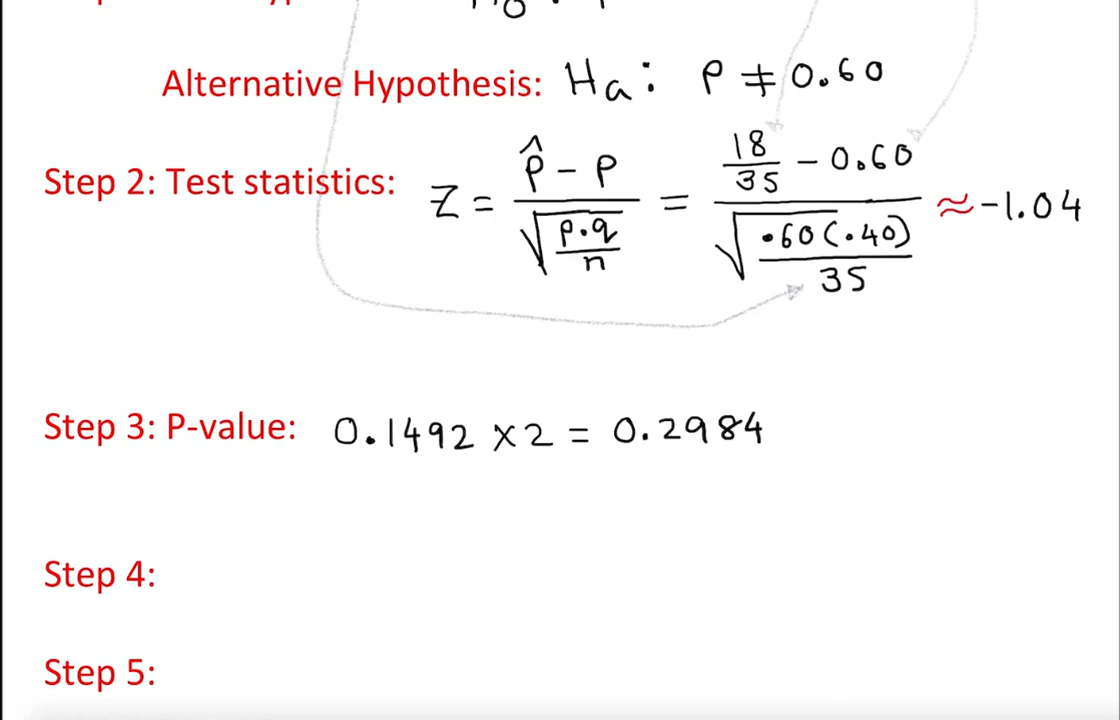 H₀ :
Alternative Hypothesis: Ha: p ≠ 0.60
Step 2: Test statistics: Z = (p̂ - p) / √(p·q / n) = (18/35 - 0.60) / √(.60(.40) / 35) ≈ -1.04
Step 3: P-value: 0.1492 x 2 = 0.2984
Step 4:
Step 5: